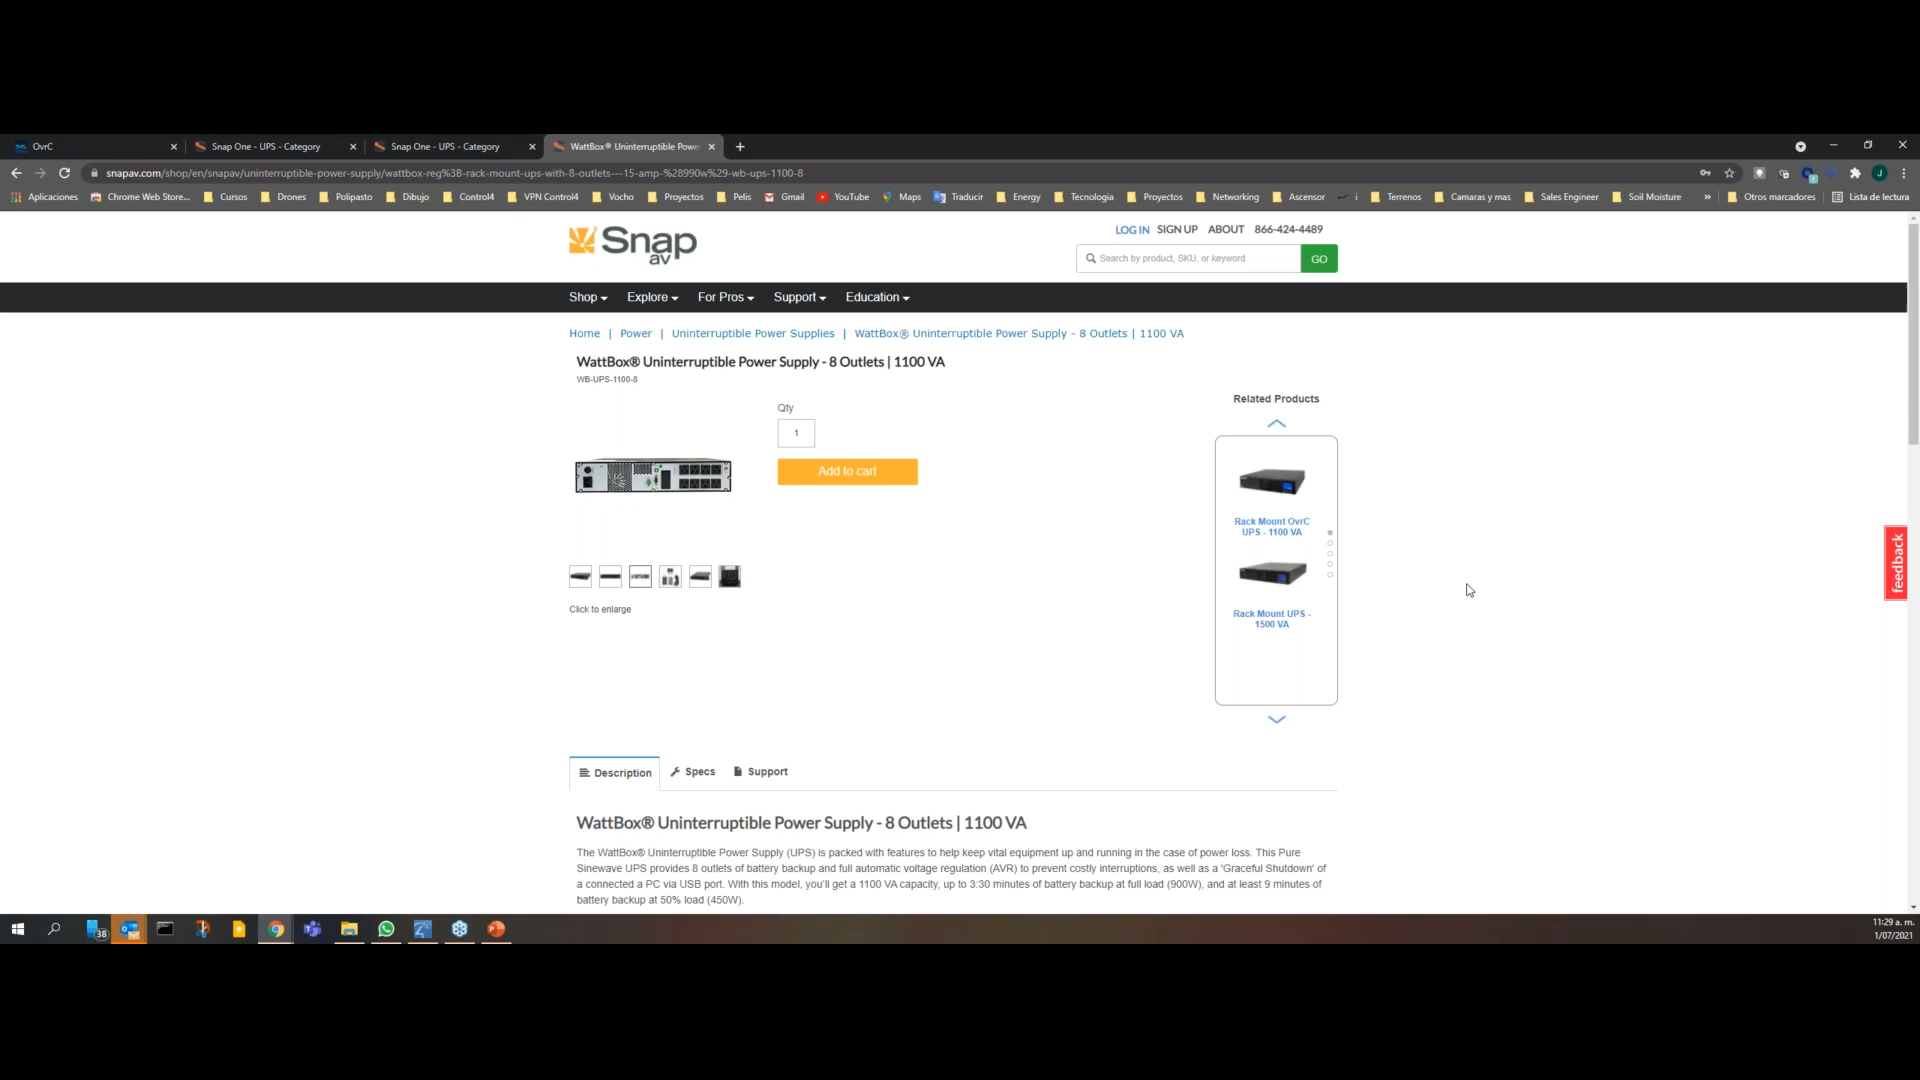 OvrC
Snap One - UPS - Category
Snap One - UPS - Category
WattBox® Uninterruptible Powe
snapav.com/shop/en/snapav/uninterruptible-power-supply/wattbox-reg%3B-rack-mount-ups-with-8-outlets---15-amp-%28990w%29-wb-ups-1100-8
Aplicaciones Chrome Web Store... Cursos Drones Polipasto Dibujo Control4 VPN Control4 Vocho Proyectos Pelis Gmail YouTube Maps Traducir Energy Tecnologia Proyectos Networking Ascensor i Terrenos Camaras y mas Sales Engineer Soil Moisture » Otros marcadores Lista de lectura
Snap av
LOG IN SIGN UP ABOUT 866-424-4489
Search by product, SKU, or keyword GO
Shop Explore For Pros Support Education
Home | Power | Uninterruptible Power Supplies | WattBox® Uninterruptible Power Supply - 8 Outlets | 1100 VA
WattBox® Uninterruptible Power Supply - 8 Outlets | 1100 VA
WB-UPS-1100-8
Qty
1
Add to cart
Click to enlarge
Related Products
Rack Mount OvrC
UPS - 1100 VA
Rack Mount UPS -
1500 VA
feedback
Description Specs Support
WattBox® Uninterruptible Power Supply - 8 Outlets | 1100 VA
The WattBox® Uninterruptible Power Supply (UPS) is packed with features to help keep vital equipment up and running in the case of power loss. This Pure
Sinewave UPS provides 8 outlets of battery backup and full automatic voltage regulation (AVR) to prevent costly interruptions, as well as a 'Graceful Shutdown' of
a connected a PC via USB port. With this model, you'll get a 1100 VA capacity, up to 3:30 minutes of battery backup at full load (900W), and at least 9 minutes of
battery backup at 50% load (450W).
38
11:29 a. m.
1/07/2021